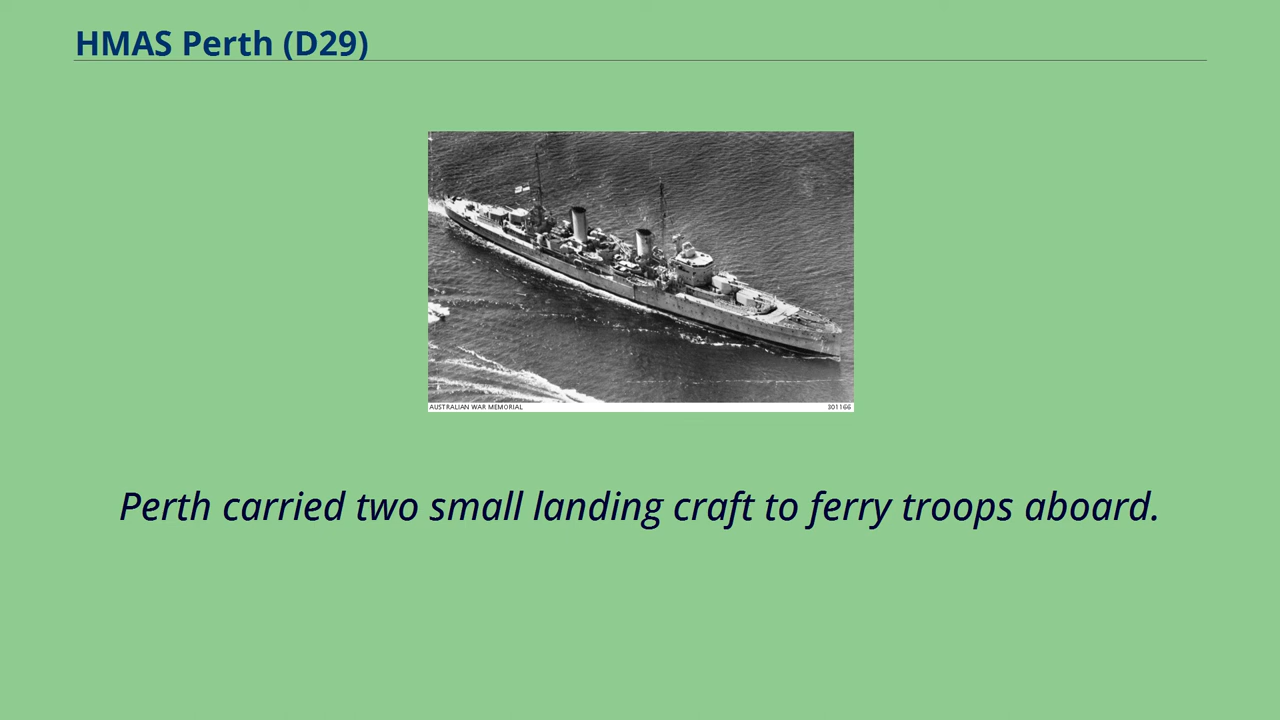 HMAS Perth (D29)
AUSTRALIAN WAR MEMORIAL 301166
Perth carried two small landing craft to ferry troops aboard.